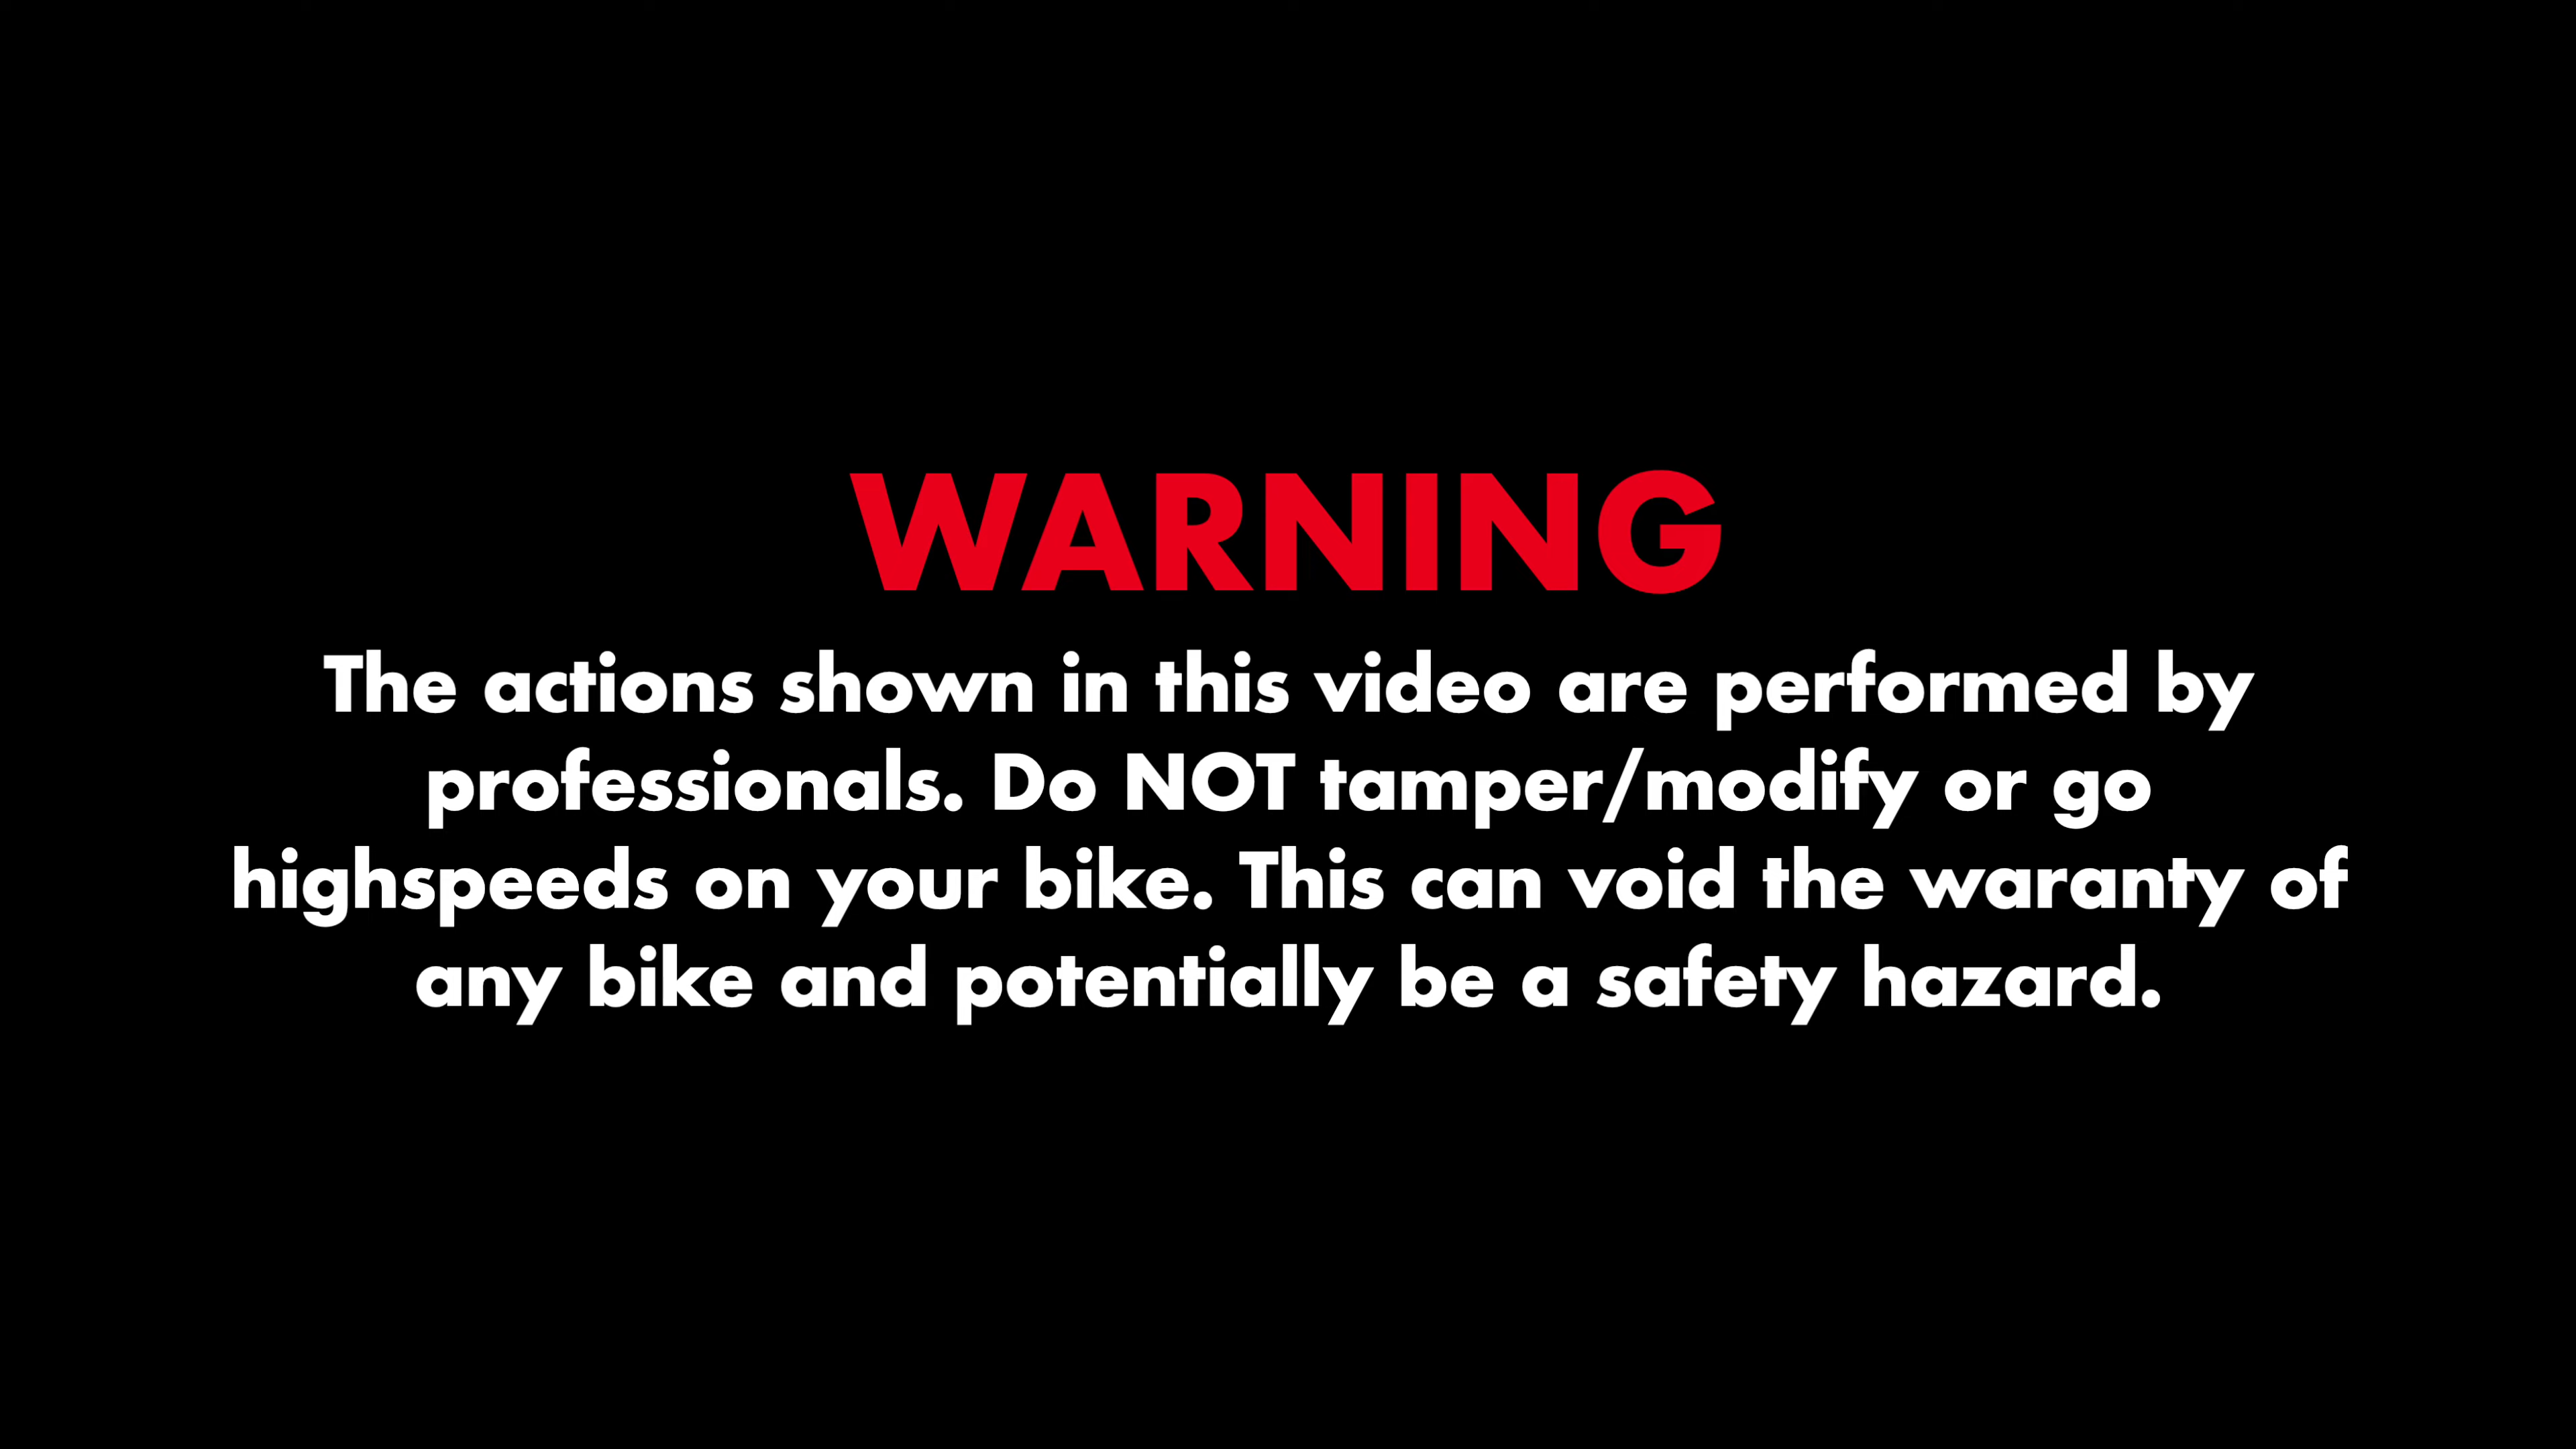 WARNING
The actions shown in this video are performed by
professionals. Do NOT tamper/modify or go
highspeeds on your bike. This can void the waranty of
any bike and potentially be a safety hazard.